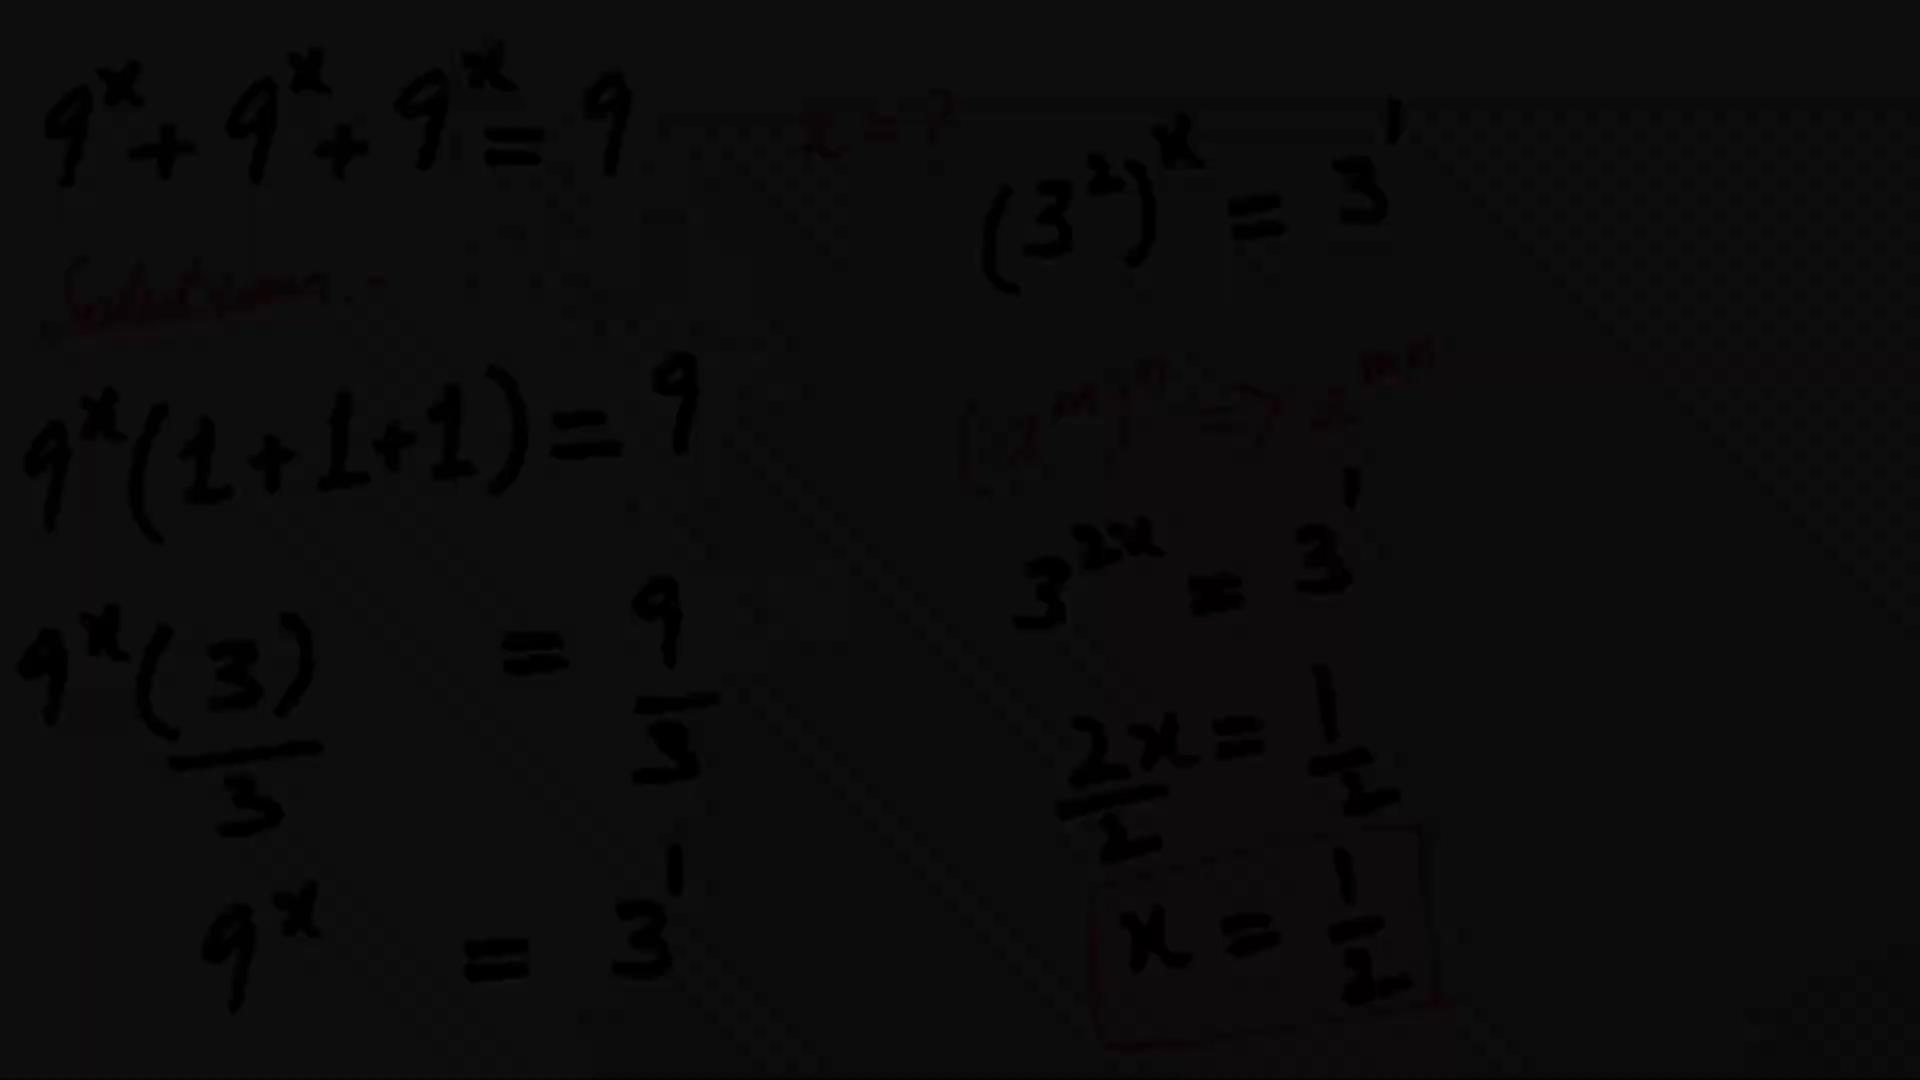 9^x + 9^x + 9^x = 9
x = ?
Solution:-
9^x (1+1+1) = 9
9^x (3)/3 = 9/3
9^x = 3^1
(3^2)^x = 3^1
3^2x = 3^1
2x/2 = 1/2
x = 1/2